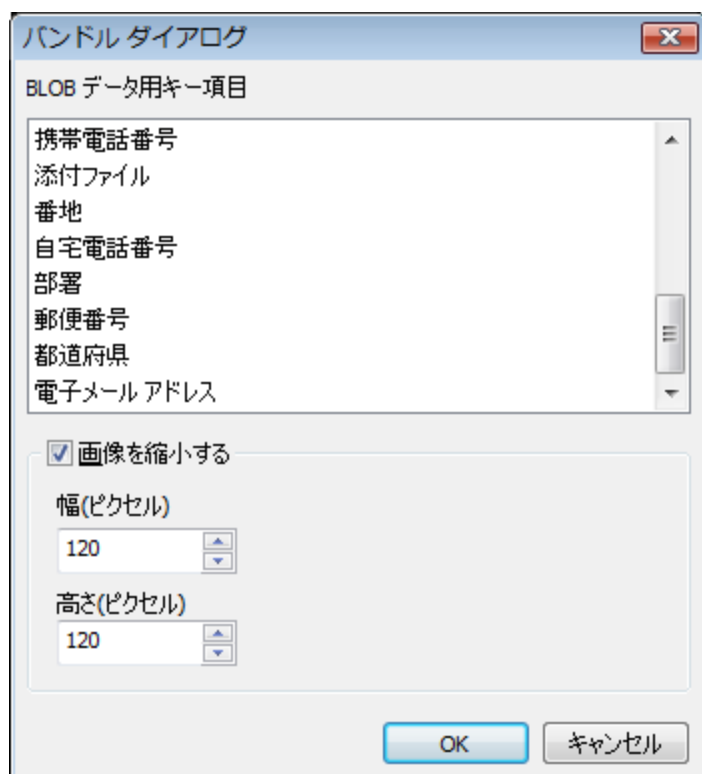 バンドル ダイアログ
BLOB データ用キー項目
携帯電話番号
添付ファイル
番地
自宅電話番号
部署
郵便番号
都道府県
電子メール アドレス
画像を縮小する
幅(ピクセル)
120
高さ(ピクセル)
120
OK
キャンセル